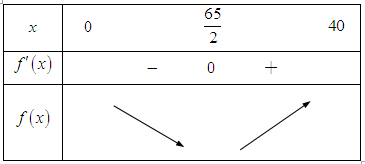 x 0 65/2 40
f'(x) − 0 +
f(x)